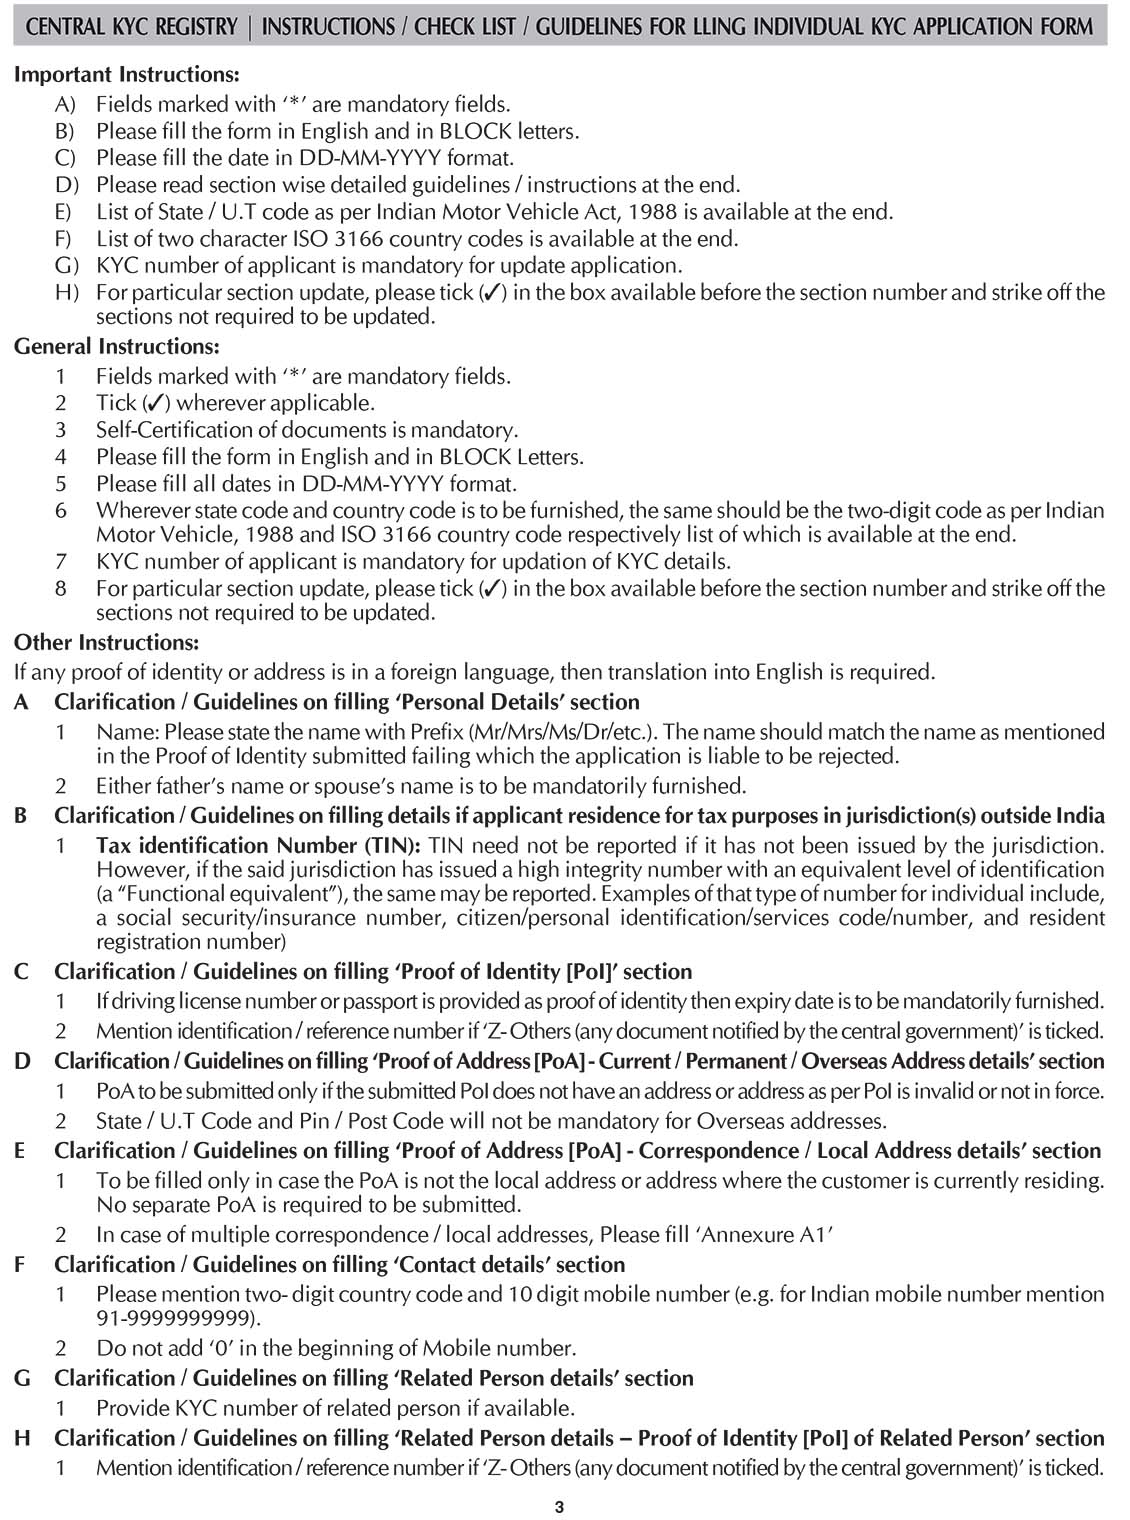 CENTRAL KYC REGISTRY | INSTRUCTIONS / CHECK LIST / GUIDELINES FOR LLING INDIVIDUAL KYC APPLICATION FORM
Important Instructions:
A) Fields marked with ‘*’ are mandatory fields.
B) Please fill the form in English and in BLOCK letters.
C) Please fill the date in DD-MM-YYYY format.
D) Please read section wise detailed guidelines / instructions at the end.
E) List of State / U.T code as per Indian Motor Vehicle Act, 1988 is available at the end.
F) List of two character ISO 3166 country codes is available at the end.
G) KYC number of applicant is mandatory for update application.
H) For particular section update, please tick (✓) in the box available before the section number and strike off the
sections not required to be updated.
General Instructions:
1 Fields marked with ‘*’ are mandatory fields.
2 Tick (✓) wherever applicable.
3 Self-Certification of documents is mandatory.
4 Please fill the form in English and in BLOCK Letters.
5 Please fill all dates in DD-MM-YYYY format.
6 Wherever state code and country code is to be furnished, the same should be the two-digit code as per Indian
Motor Vehicle, 1988 and ISO 3166 country code respectively list of which is available at the end.
7 KYC number of applicant is mandatory for updation of KYC details.
8 For particular section update, please tick (✓) in the box available before the section number and strike off the
sections not required to be updated.
Other Instructions:
If any proof of identity or address is in a foreign language, then translation into English is required.
A Clarification / Guidelines on filling ‘Personal Details’ section
1 Name: Please state the name with Prefix (Mr/Mrs/Ms/Dr/etc.). The name should match the name as mentioned
in the Proof of Identity submitted failing which the application is liable to be rejected.
2 Either father’s name or spouse’s name is to be mandatorily furnished.
B Clarification / Guidelines on filling details if applicant residence for tax purposes in jurisdiction(s) outside India
1 Tax identification Number (TIN): TIN need not be reported if it has not been issued by the jurisdiction.
However, if the said jurisdiction has issued a high integrity number with an equivalent level of identification
(a “Functional equivalent”), the same may be reported. Examples of that type of number for individual include,
a social security/insurance number, citizen/personal identification/services code/number, and resident
registration number)
C Clarification / Guidelines on filling ‘Proof of Identity [PoI]’ section
1 If driving license number or passport is provided as proof of identity then expiry date is to be mandatorily furnished.
2 Mention identification / reference number if ‘Z- Others (any document notified by the central government)’ is ticked.
D Clarification / Guidelines on filling ‘Proof of Address [PoA] - Current / Permanent / Overseas Address details’ section
1 PoA to be submitted only if the submitted PoI does not have an address or address as per PoI is invalid or not in force.
2 State / U.T Code and Pin / Post Code will not be mandatory for Overseas addresses.
E Clarification / Guidelines on filling ‘Proof of Address [PoA] - Correspondence / Local Address details’ section
1 To be filled only in case the PoA is not the local address or address where the customer is currently residing.
No separate PoA is required to be submitted.
2 In case of multiple correspondence / local addresses, Please fill ‘Annexure A1’
F Clarification / Guidelines on filling ‘Contact details’ section
1 Please mention two- digit country code and 10 digit mobile number (e.g. for Indian mobile number mention
91-9999999999).
2 Do not add ‘0’ in the beginning of Mobile number.
G Clarification / Guidelines on filling ‘Related Person details’ section
1 Provide KYC number of related person if available.
H Clarification / Guidelines on filling ‘Related Person details – Proof of Identity [PoI] of Related Person’ section
1 Mention identification / reference number if ‘Z- Others (any document notified by the central government)’ is ticked.
3